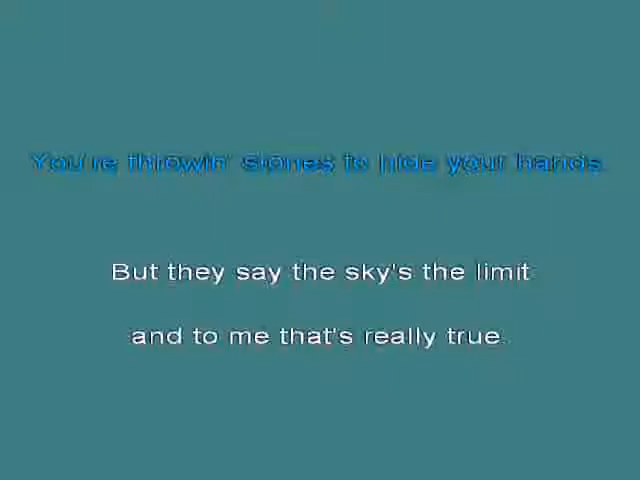 You're throwin' stones to hide your hands
But they say the sky's the limit
and to me that's really true.